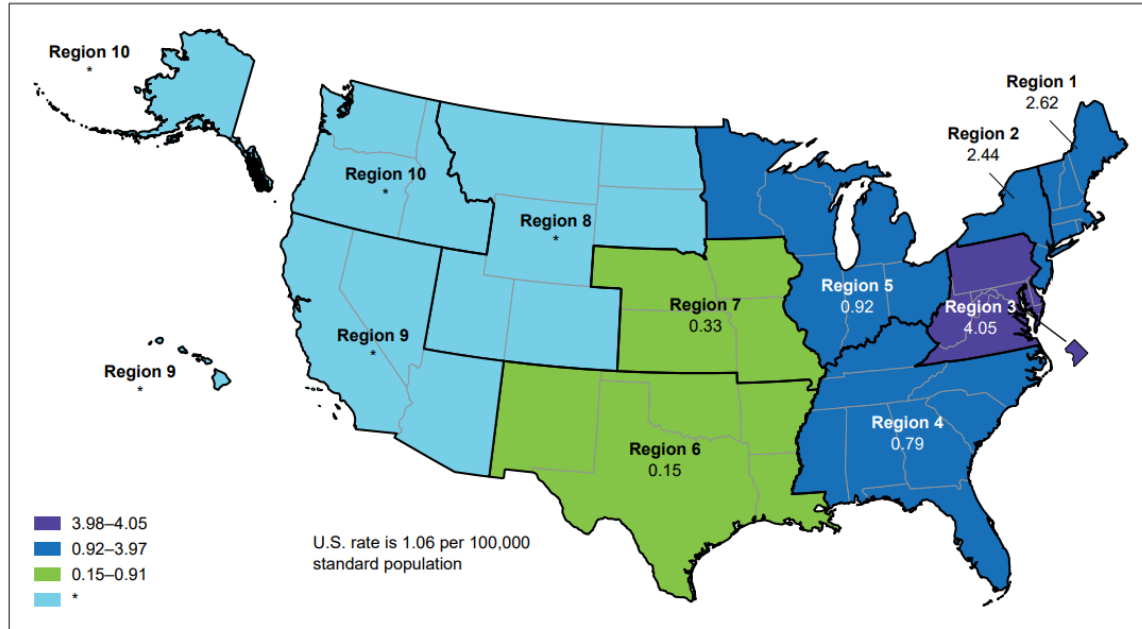 Region 10
*
Region 1
2.62
Region 2
2.44
Region 10
*
Region 8
*
Region 5
0.92
Region 7
0.33
Region 3
4.05
Region 9
*
Region 9
*
Region 4
0.79
Region 6
0.15
3.98–4.05
0.92–3.97
0.15–0.91
*
U.S. rate is 1.06 per 100,000
standard population